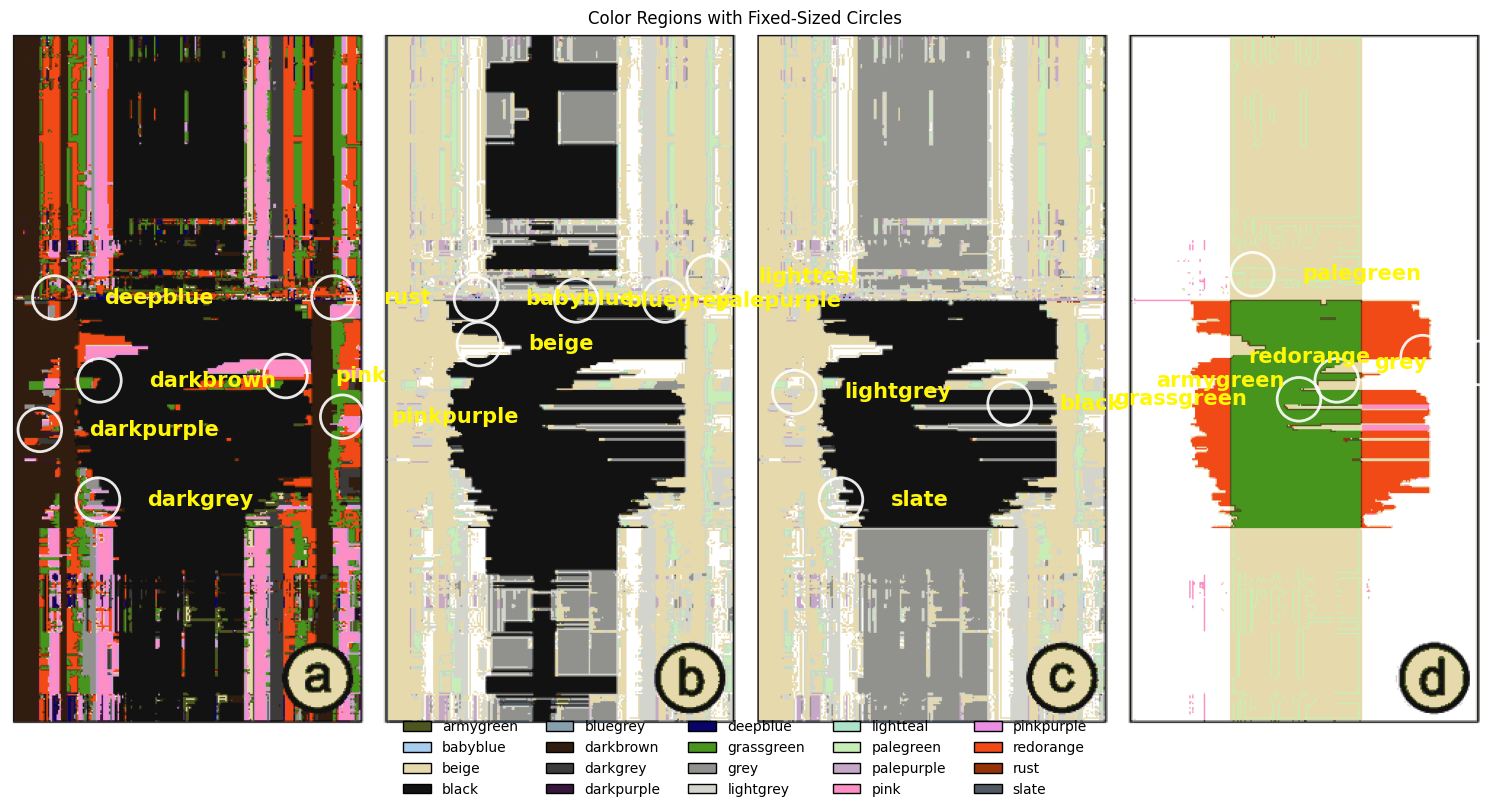 Color Regions with Fixed-Sized Circles
lightteal
palegreen
deepblue
rust
babyblue
bluegrey
palepurple
beige
redorange
grey
darkbrown
pink
armygreen
lightgrey
black
grassgreen
pinkpurple
darkpurple
darkgrey
slate
a
b
c
d
armygreen
babyblue
beige
black
bluegrey
darkbrown
darkgrey
darkpurple
deepblue
grassgreen
grey
lightgrey
lightteal
palegreen
palepurple
pink
pinkpurple
redorange
rust
slate